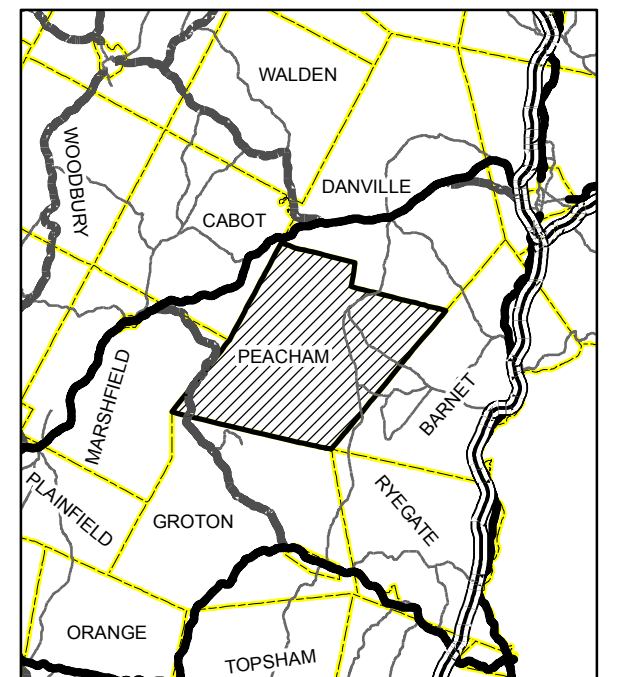 WALDEN
WOODBURY
DANVILLE
CABOT
PEACHAM
MARSHFIELD
BARNET
PLAINFIELD
RYEGATE
GROTON
ORANGE
TOPSHAM